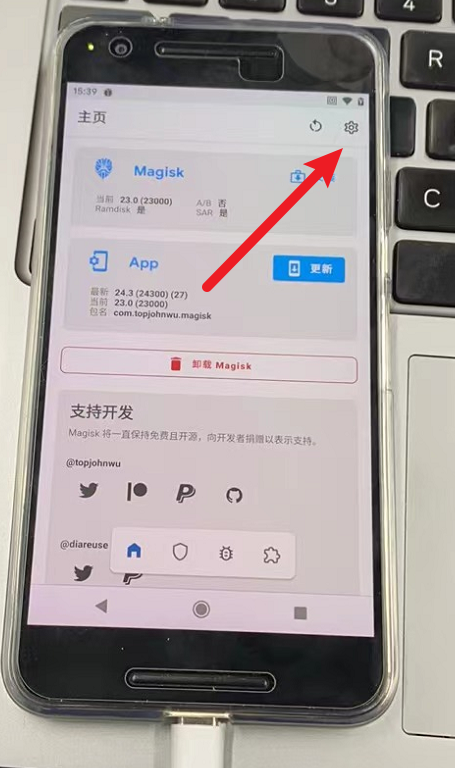 4
R
C
15:39
主页
Magisk
当前 23.0 (23000)
A/B 否
Ramdisk 是
SAR 是
App
更新
最新 24.3 (24300) (27)
当前 23.0 (23000)
包名 com.topjohnwu.magisk
卸载 Magisk
支持开发
Magisk 将一直保持免费且开源，向开发者捐赠以表示支持。
@topjohnwu
@diareuse